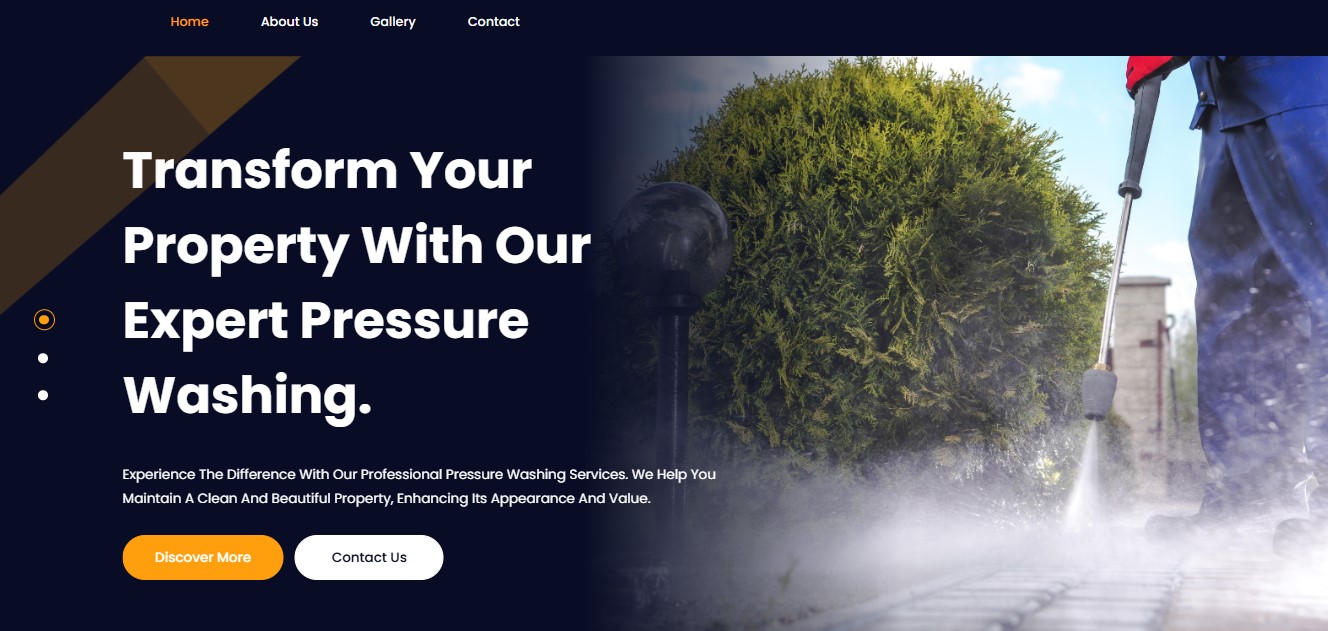 Home About Us Gallery Contact
Transform Your
Property With Our
Expert Pressure
Washing.
Experience The Difference With Our Professional Pressure Washing Services. We Help You
Maintain A Clean And Beautiful Property, Enhancing Its Appearance And Value.
Discover More Contact Us